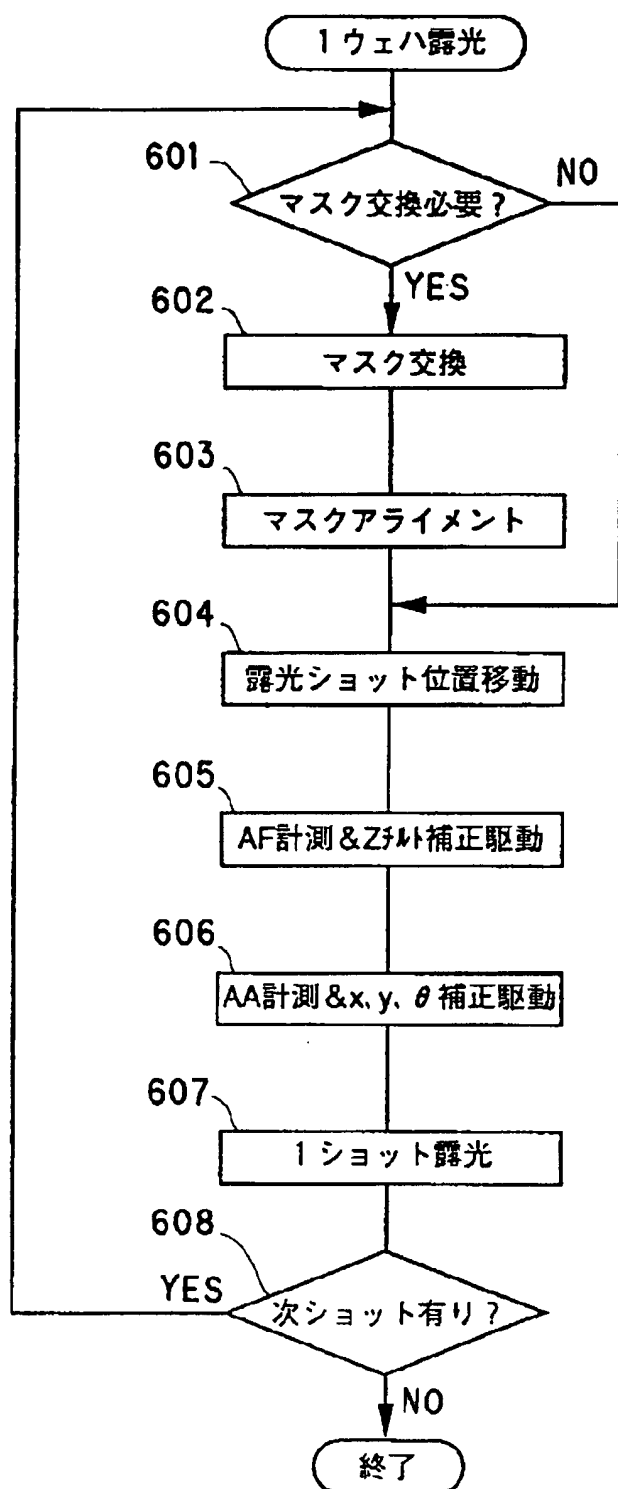 1ウェハ露光
601
マスク交換必要?
NO
YES
602
マスク交換
603
マスクアライメント
604
露光ショット位置移動
605
AF計測&Zチルト補正駆動
606
AA計測&x、y、θ補正駆動
607
1ショット露光
608
YES
次ショット有り?
NO
終了